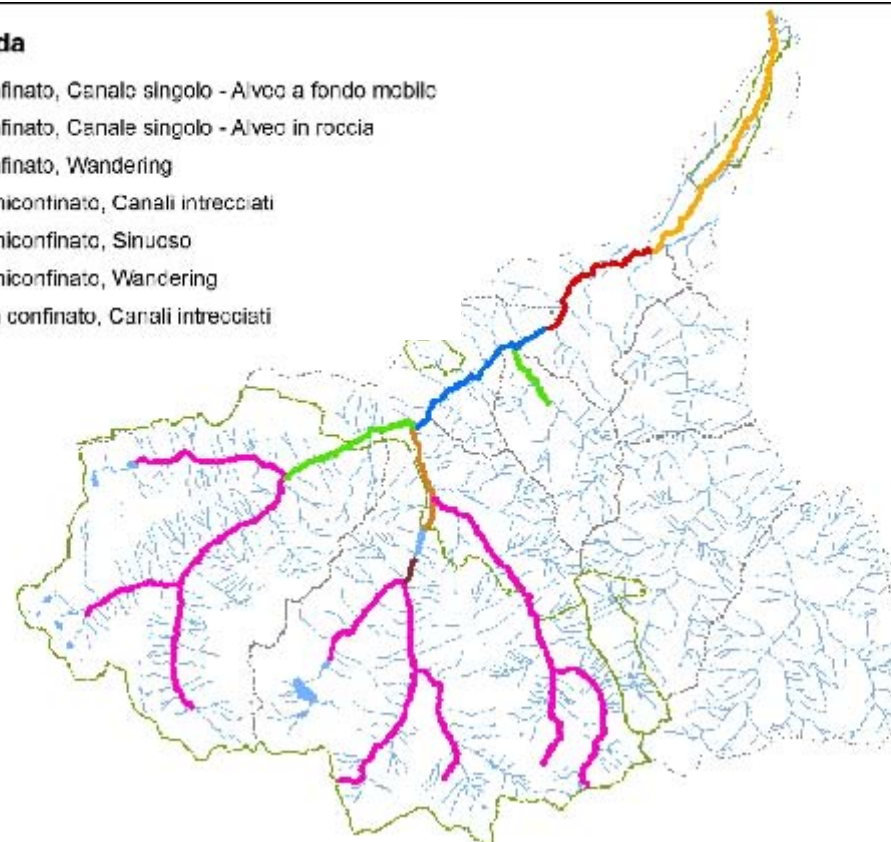 da
finato, Canale singolo - Alveo a fondo mobile
finato, Canale singolo - Alveo in roccia
finato, Wandering
niconfinato, Canali intrecciati
niconfinato, Sinuoso
niconfinato, Wandering
confinato, Canali intrecciati